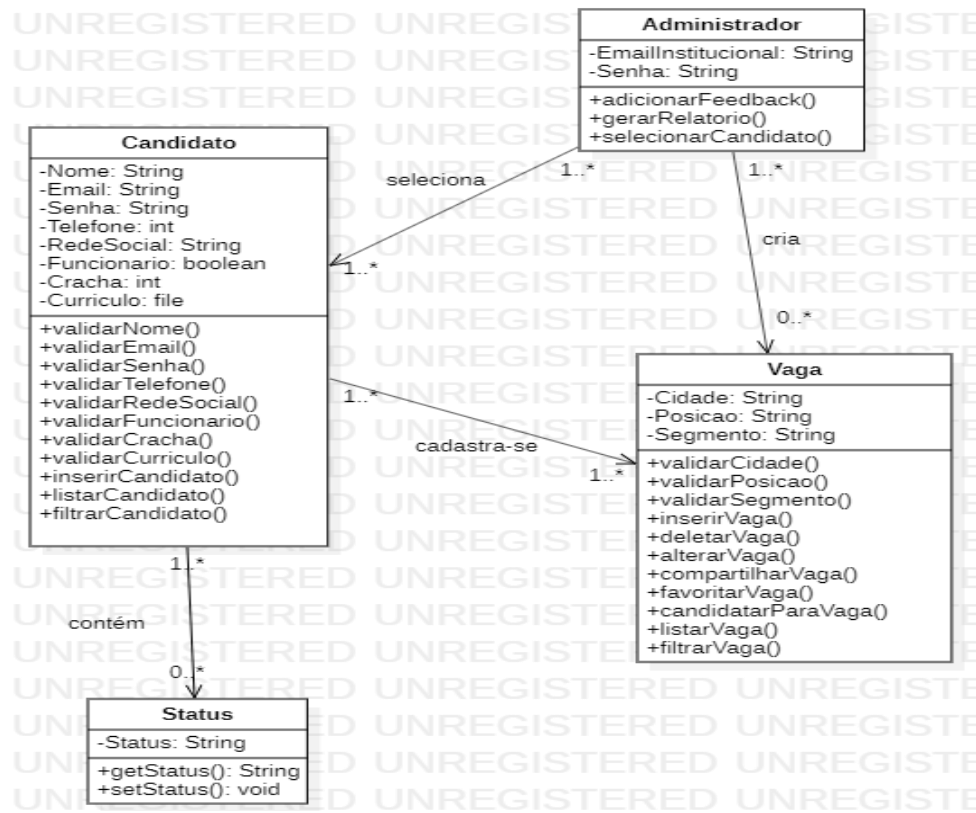 Administrador
-EmailInstitucional: String
-Senha: String
+adicionarFeedback()
+gerarRelatorio()
+selecionarCandidato()
Candidato
-Nome: String
-Email: String
-Senha: String
-Telefone: int
-RedeSocial: String
-Funcionario: boolean
-Cracha: int
-Curriculo: file
+validarNome()
+validarEmail()
+validarSenha()
+validarTelefone()
+validarRedeSocial()
+validarFuncionario()
+validarCracha()
+validarCurriculo()
+inserirCandidato()
+listarCandidato()
+filtrarCandidato()
seleciona
1..*
1..*
1..*
cria
0..*
Vaga
-Cidade: String
-Posicao: String
-Segmento: String
+validarCidade()
+validarPosicao()
+validarSegmento()
+inserirVaga()
+deletarVaga()
+alterarVaga()
+compartilharVaga()
+favoritarVaga()
+candidatarParaVaga()
+listarVaga()
+filtrarVaga()
1..*
cadastra-se
1..*
1..*
contém
0..*
Status
-Status: String
+getStatus(): String
+setStatus(): void
UNREGISTERED